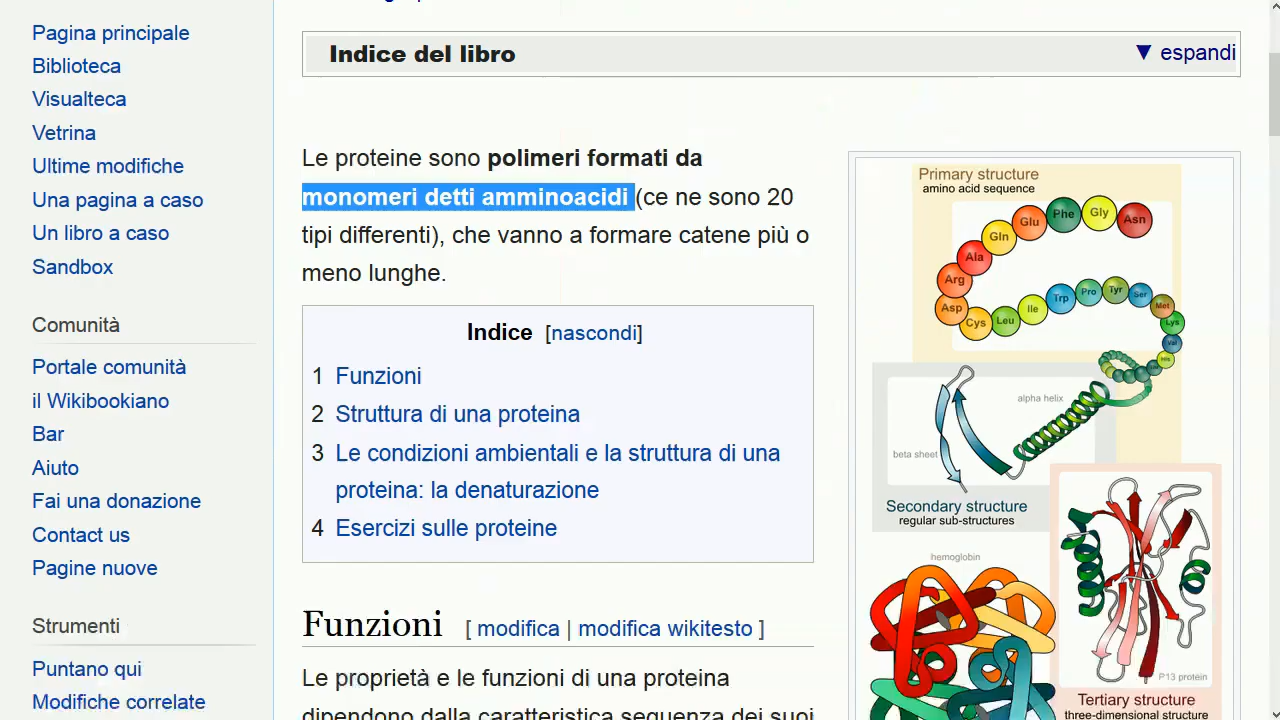 Pagina principale
Biblioteca
Visualteca
Vetrina
Ultime modifiche
Una pagina a caso
Un libro a caso
Sandbox
Comunità
Portale comunità
il Wikibookiano
Bar
Aiuto
Fai una donazione
Contact us
Pagine nuove
Strumenti
Puntano qui
Modifiche correlate
Indice del libro
▼ espandi
Le proteine sono polimeri formati da
monomeri detti amminoacidi (ce ne sono 20
tipi differenti), che vanno a formare catene più o
meno lunghe.
Indice [nascondi]
1 Funzioni
2 Struttura di una proteina
3 Le condizioni ambientali e la struttura di una
proteina: la denaturazione
4 Esercizi sulle proteine
Funzioni [ modifica | modifica wikitesto ]
Le proprietà e le funzioni di una proteina
dipendono dalla caratteristica sequenza dei suoi
Primary structure
amino acid sequence
Asn
Gly
Phe
Glu
Gln
Ala
Arg
Asp
Cys
Leu
Ile
Trp
Pro
Tyr
Ser
Met
Lys
Val
His
alpha helix
beta sheet
Secondary structure
regular sub-structures
hemoglobin
P13 protein
Tertiary structure
three-dimensional structure